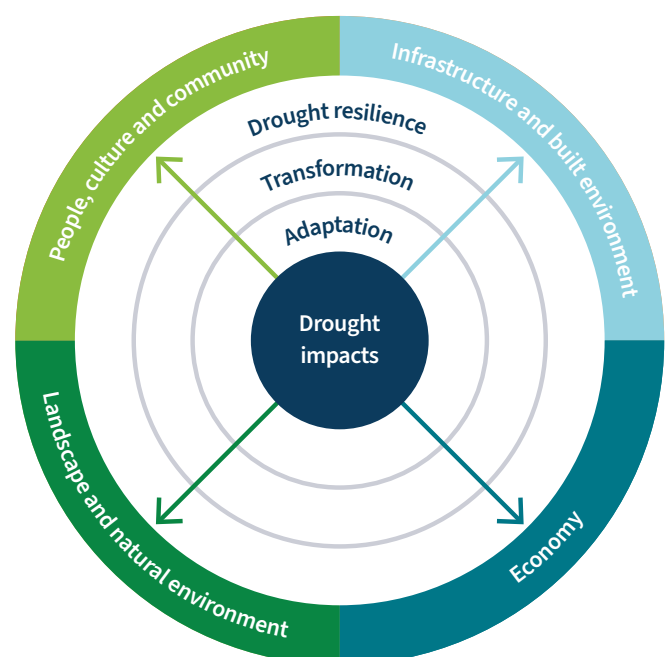 People, culture and community
Infrastructure and built environment
Drought resilience
Transformation
Adaptation
Drought
impacts
Landscape and natural environment
Economy